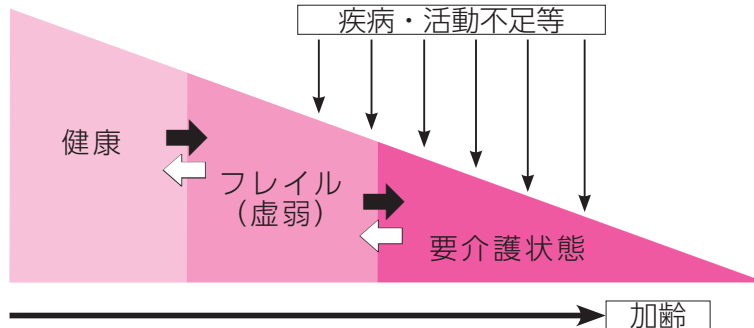 疾病・活動不足等
健康
フレイル
（虚弱）
要介護状態
加齢